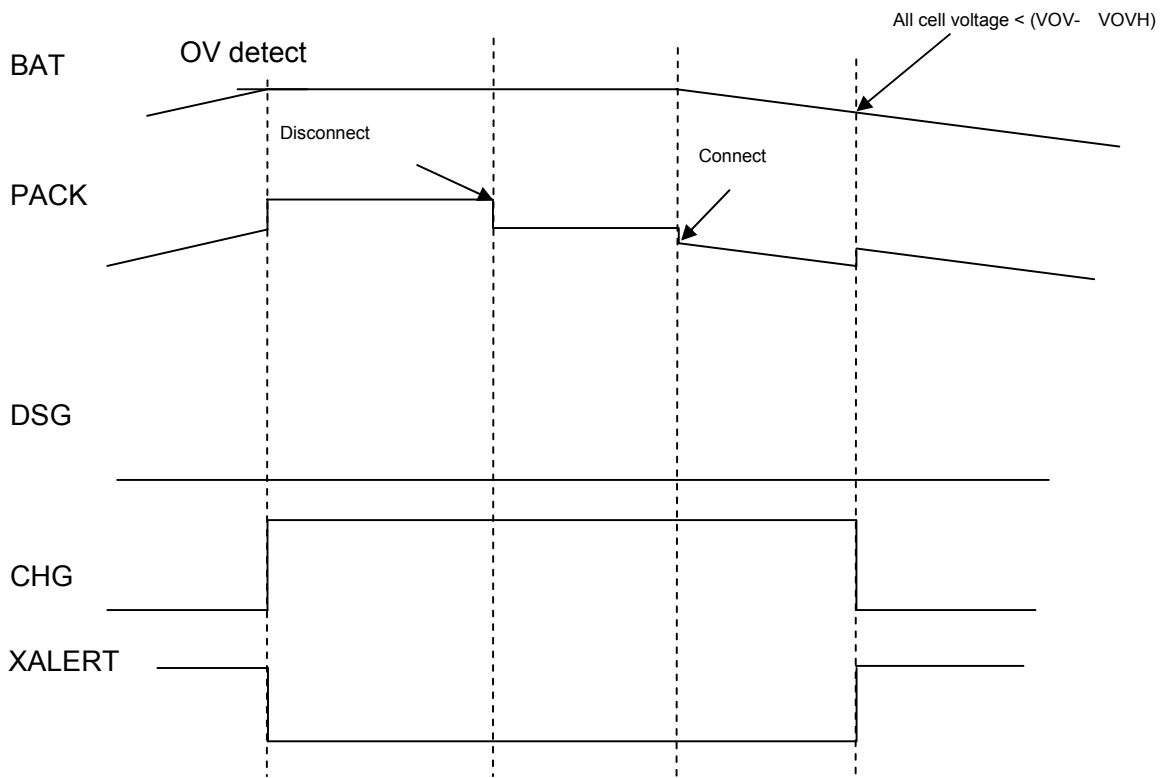 All cell voltage < (VOV- VOVH)
OV detect
BAT
Disconnect
Connect
PACK
DSG
CHG
XALERT